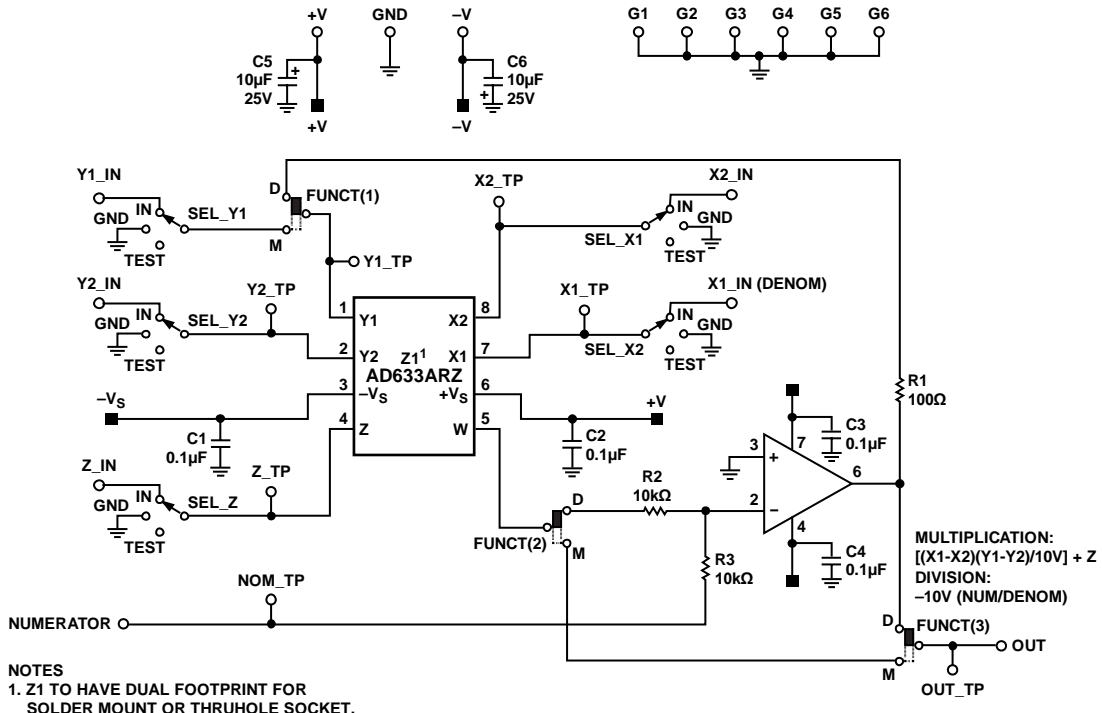 +V
GND
–V
G1 G2 G3 G4 G5 G6
C5
10µF
25V
+
+V
C6
10µF
25V
+
–V
Y1_IN
IN
GND
TEST
SEL_Y1
D
M
FUNCT(1)
Y1_TP
X2_TP
X2_IN
IN
GND
TEST
SEL_X1
Y2_IN
IN
GND
TEST
SEL_Y2
Y2_TP
X1_TP
X1_IN (DENOM)
IN
GND
TEST
SEL_X2
1
Y1
X2
8
2
Y2
X1
7
Z1¹
AD633ARZ
3
–VS
+VS
6
4
Z
W
5
–VS
C1
0.1µF
+V
C2
0.1µF
Z_IN
IN
GND
TEST
SEL_Z
Z_TP
FUNCT(2)
D
M
R2
10kΩ
R3
10kΩ
3
+
2
–
7
4
6
C3
0.1µF
C4
0.1µF
R1
100Ω
MULTIPLICATION:
[(X1-X2)(Y1-Y2)/10V] + Z
DIVISION:
–10V (NUM/DENOM)
NOM_TP
NUMERATOR
D
M
FUNCT(3)
OUT
OUT_TP
NOTES
1. Z1 TO HAVE DUAL FOOTPRINT FOR
SOLDER MOUNT OR THRUHOLE SOCKET.